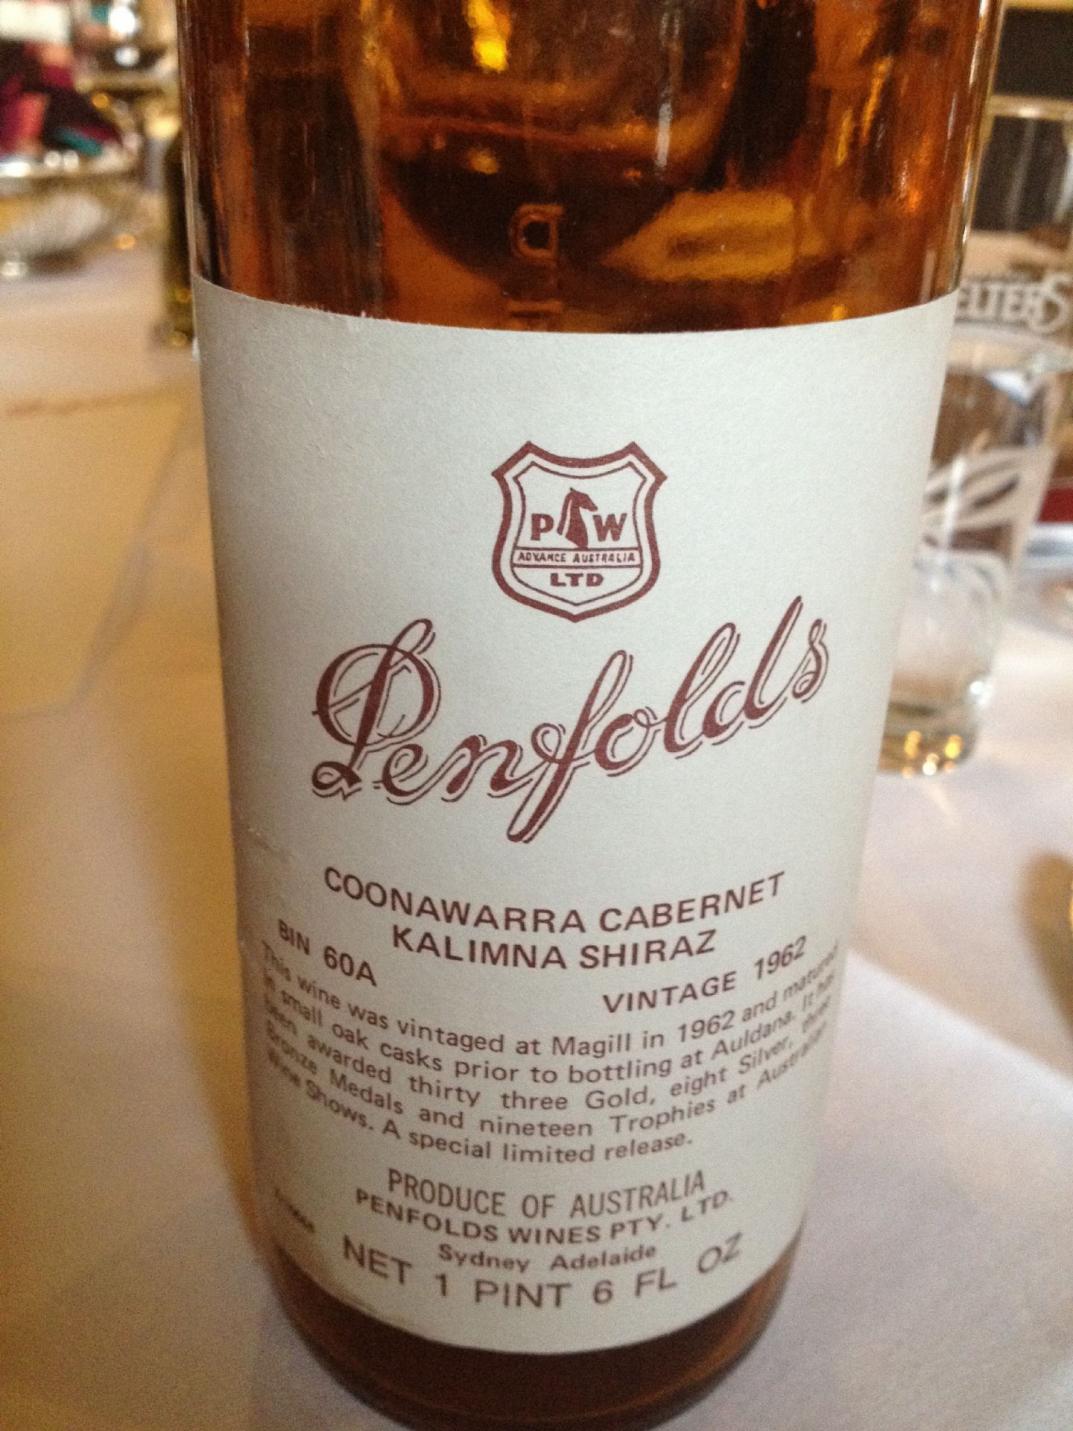 P W
ADVANCE AUSTRALIA
LTD
Penfolds
COONAWARRA CABERNET
KALIMNA SHIRAZ
BIN 60A
VINTAGE 1962
This wine was vintaged at Magill in 1962 and matured
in small oak casks prior to bottling at Auldana. It has
been awarded thirty three Gold, eight Silver, three
Bronze Medals and nineteen Trophies at Australian
Wine Shows. A special limited release.
PRODUCE OF AUSTRALIA
PENFOLDS WINES PTY. LTD.
Sydney Adelaide
NET 1 PINT 6 FL OZ